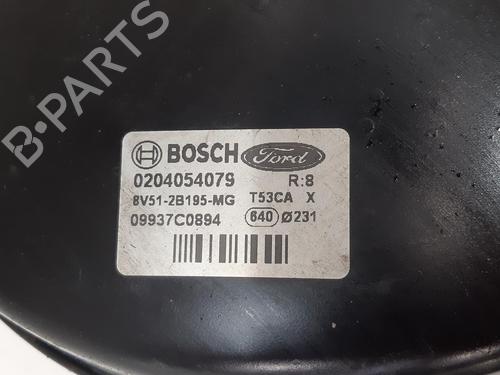 BOSCH Ford
0204054079 R:8
8V51-2B195-MG T53CA X
09937C0894 640 Ø231
B-PARTS